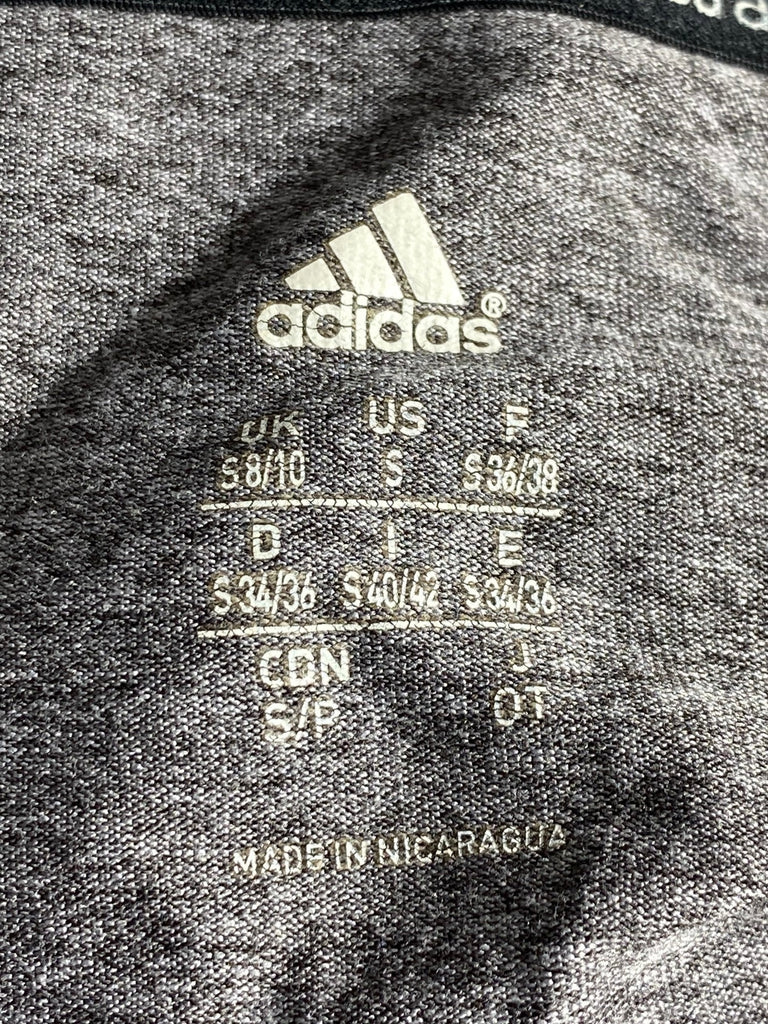 adidas®
UK US F
S 8/10 S S 36/38
D I E
S 34/36 S 40/42 S 34/36
CDN J
S/P OT
MADE IN NICARAGUA